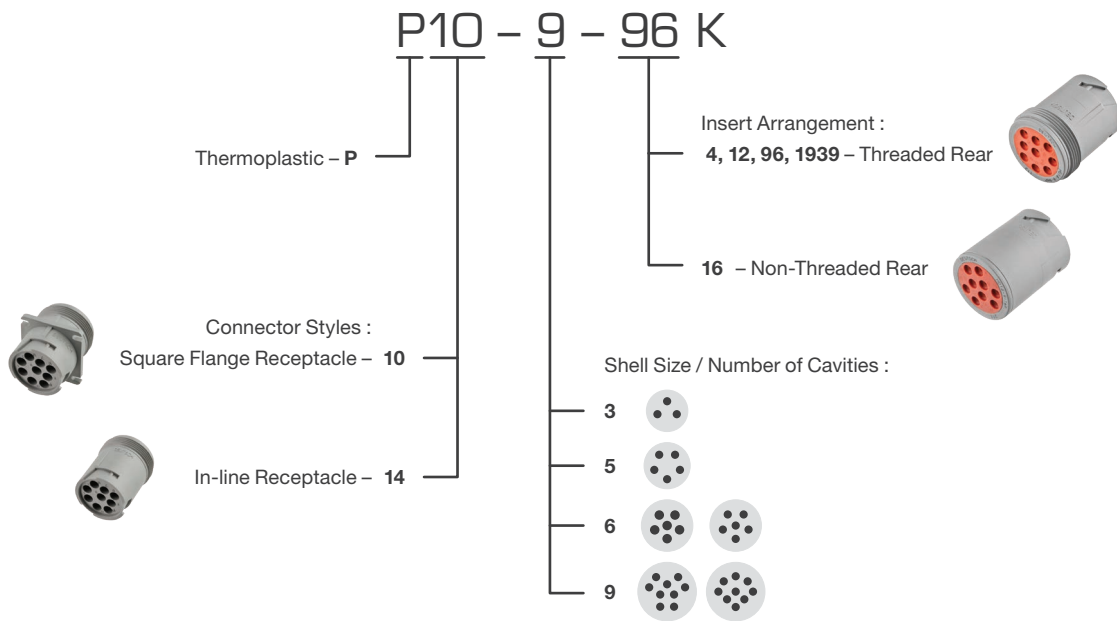 P10 – 9 – 96 K
Insert Arrangement :
4, 12, 96, 1939 – Threaded Rear
Thermoplastic – P
16 – Non-Threaded Rear
Connector Styles :
Square Flange Receptacle – 10
Shell Size / Number of Cavities :
3
5
In-line Receptacle – 14
6
9